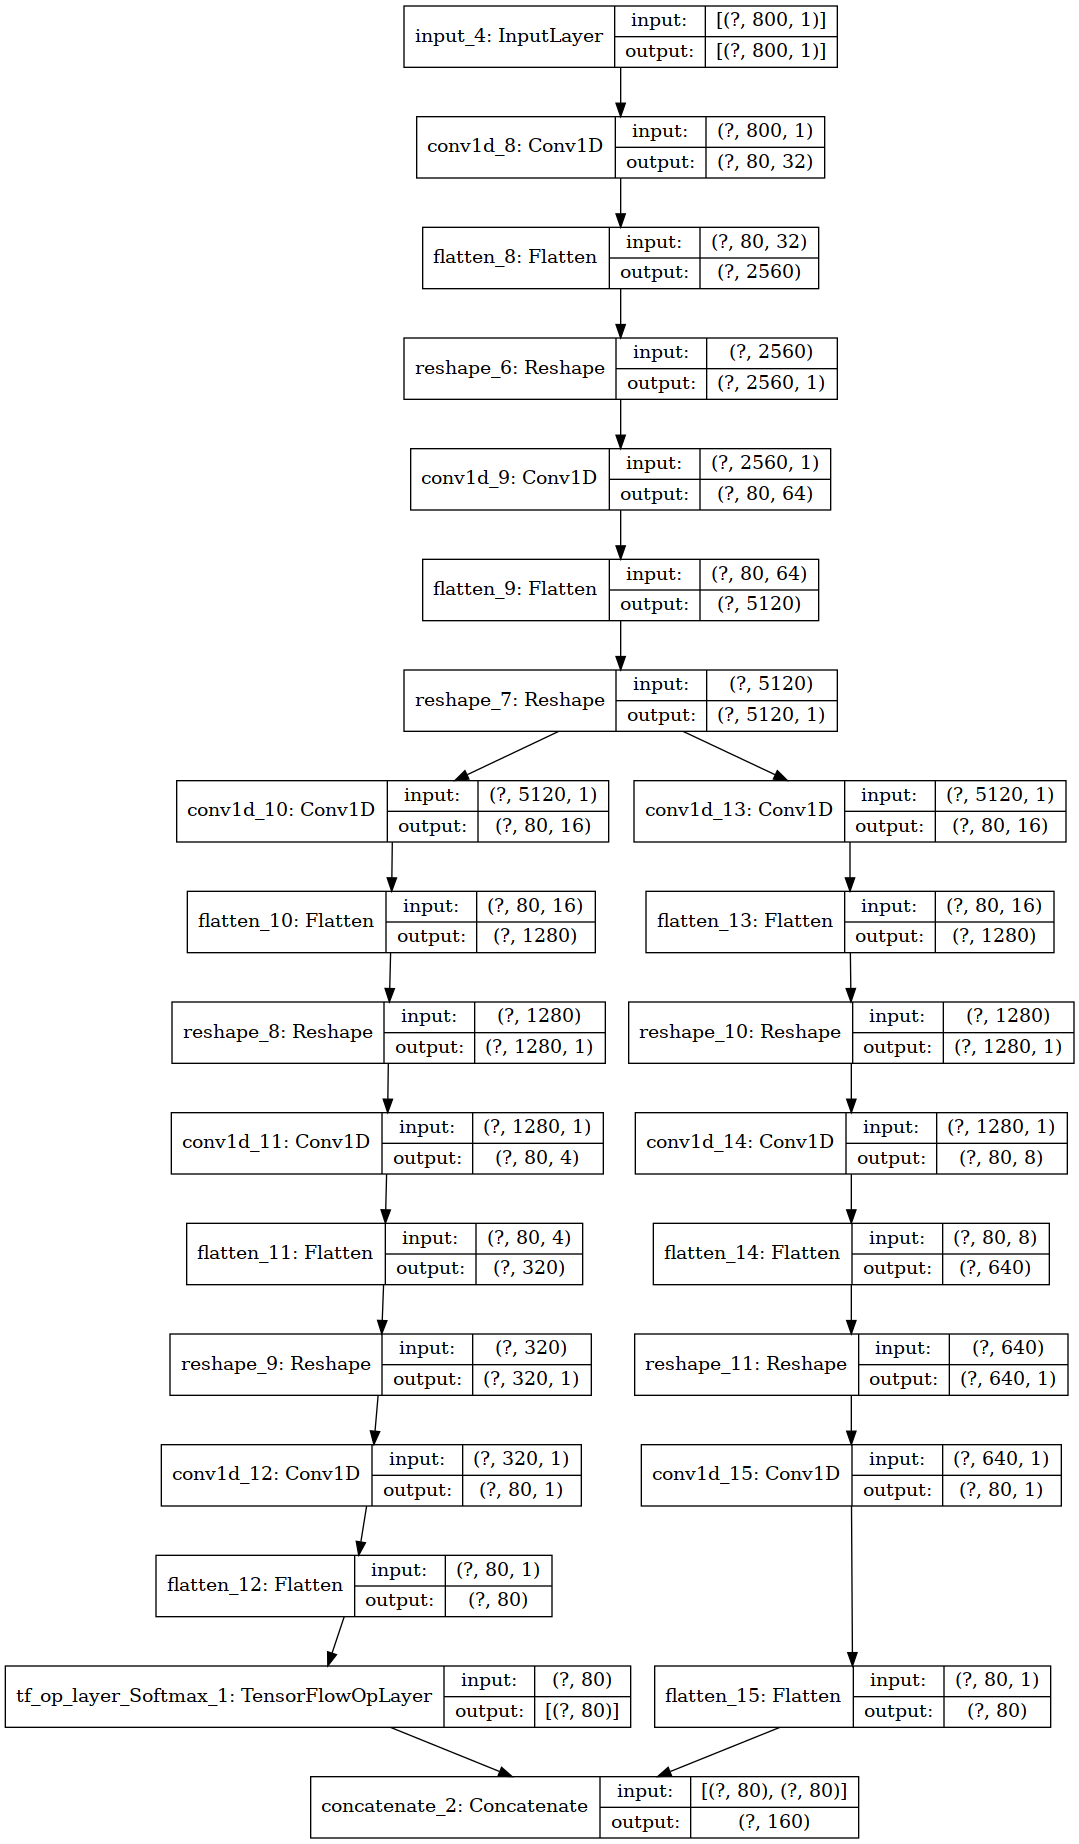 input_4: InputLayer
input: [(?, 800, 1)]
output: [(?, 800, 1)]
conv1d_8: Conv1D
input: (?, 800, 1)
output: (?, 80, 32)
flatten_8: Flatten
input: (?, 80, 32)
output: (?, 2560)
reshape_6: Reshape
input: (?, 2560)
output: (?, 2560, 1)
conv1d_9: Conv1D
input: (?, 2560, 1)
output: (?, 80, 64)
flatten_9: Flatten
input: (?, 80, 64)
output: (?, 5120)
reshape_7: Reshape
input: (?, 5120)
output: (?, 5120, 1)
conv1d_10: Conv1D
input: (?, 5120, 1)
output: (?, 80, 16)
conv1d_13: Conv1D
input: (?, 5120, 1)
output: (?, 80, 16)
flatten_10: Flatten
input: (?, 80, 16)
output: (?, 1280)
flatten_13: Flatten
input: (?, 80, 16)
output: (?, 1280)
reshape_8: Reshape
input: (?, 1280)
output: (?, 1280, 1)
reshape_10: Reshape
input: (?, 1280)
output: (?, 1280, 1)
conv1d_11: Conv1D
input: (?, 1280, 1)
output: (?, 80, 4)
conv1d_14: Conv1D
input: (?, 1280, 1)
output: (?, 80, 8)
flatten_11: Flatten
input: (?, 80, 4)
output: (?, 320)
flatten_14: Flatten
input: (?, 80, 8)
output: (?, 640)
reshape_9: Reshape
input: (?, 320)
output: (?, 320, 1)
reshape_11: Reshape
input: (?, 640)
output: (?, 640, 1)
conv1d_12: Conv1D
input: (?, 320, 1)
output: (?, 80, 1)
conv1d_15: Conv1D
input: (?, 640, 1)
output: (?, 80, 1)
flatten_12: Flatten
input: (?, 80, 1)
output: (?, 80)
tf_op_layer_Softmax_1: TensorFlowOpLayer
input: (?, 80)
output: [(?, 80)]
flatten_15: Flatten
input: (?, 80, 1)
output: (?, 80)
concatenate_2: Concatenate
input: [(?, 80), (?, 80)]
output: (?, 160)